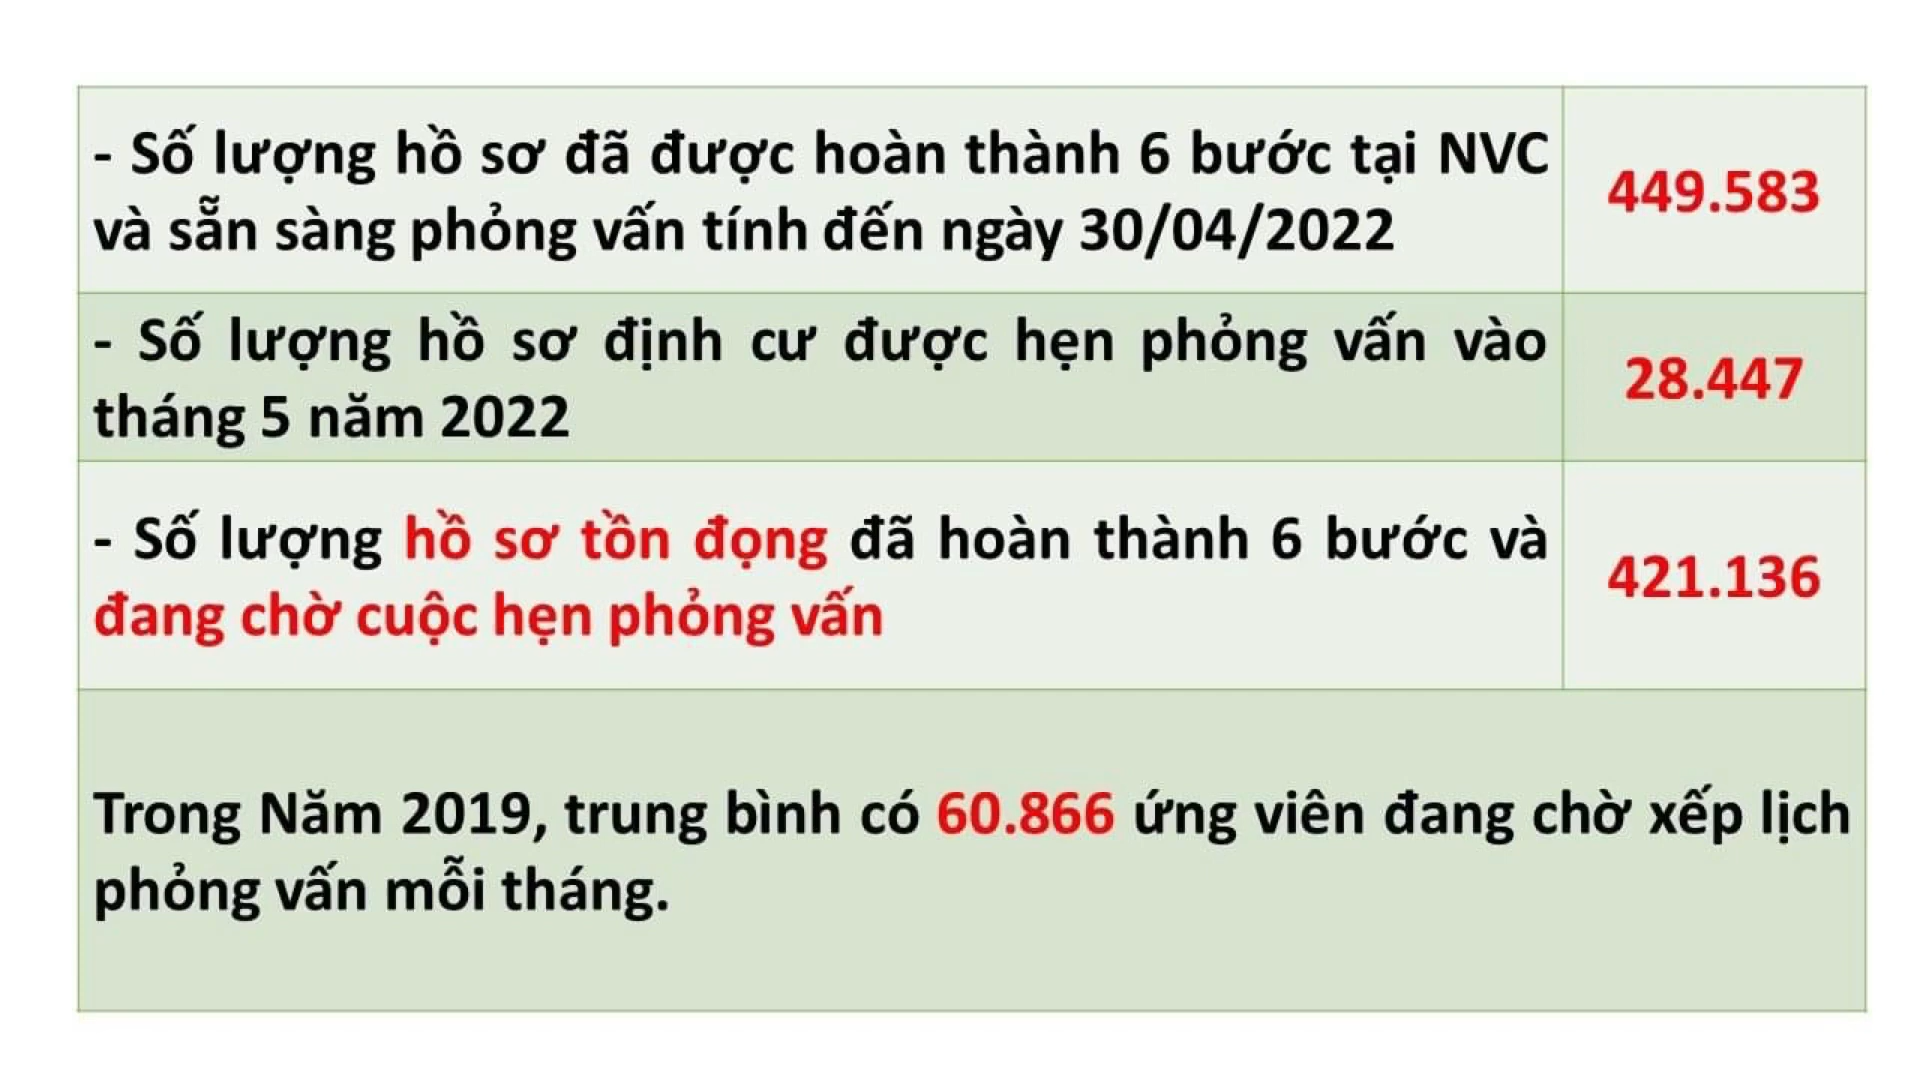 - Số lượng hồ sơ đã được hoàn thành 6 bước tại NVC
và sẵn sàng phỏng vấn tính đến ngày 30/04/2022
449.583
- Số lượng hồ sơ định cư được hẹn phỏng vấn vào
tháng 5 năm 2022
28.447
- Số lượng hồ sơ tồn đọng đã hoàn thành 6 bước và
đang chờ cuộc hẹn phỏng vấn
421.136
Trong Năm 2019, trung bình có 60.866 ứng viên đang chờ xếp lịch
phỏng vấn mỗi tháng.